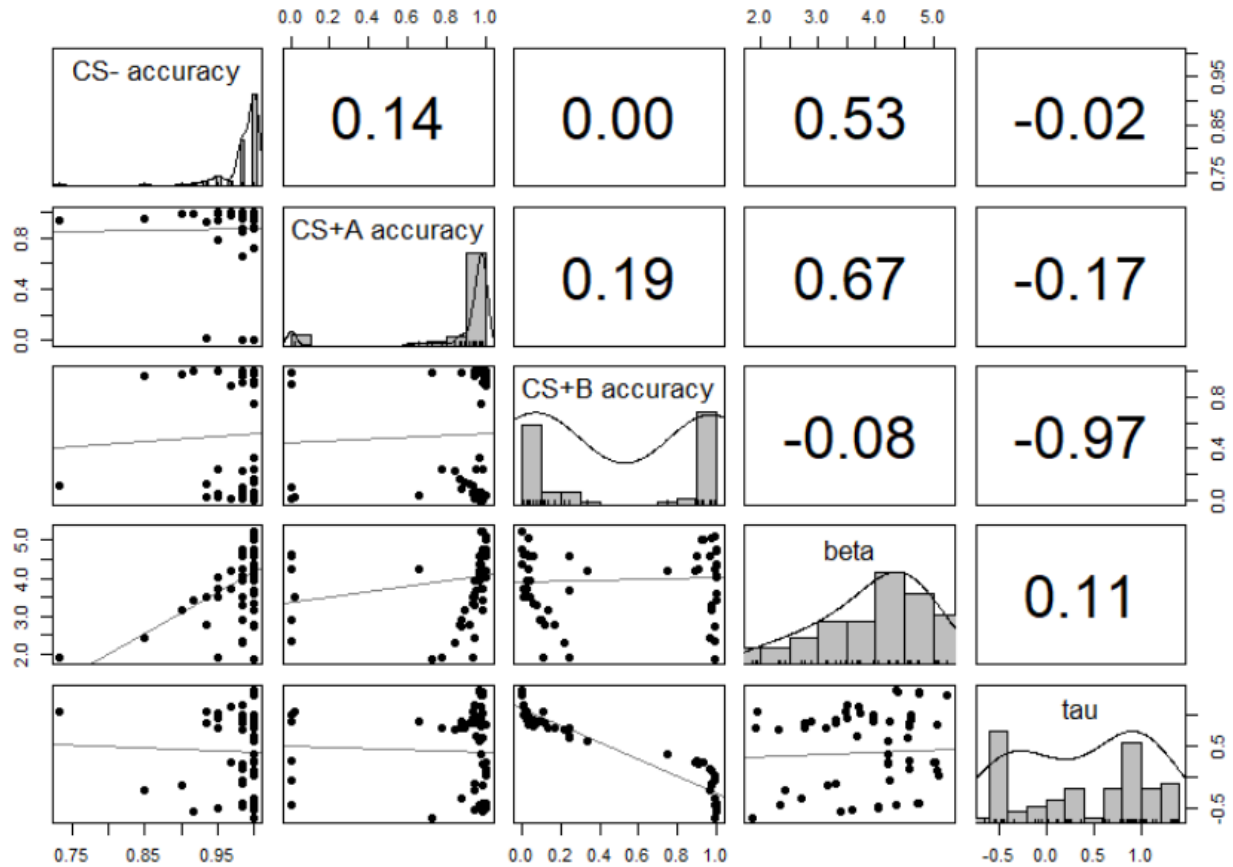 0.0 0.2 0.4 0.6 0.8 1.0 2.0 3.0 4.0 5.0
CS- accuracy 0.14 0.00 0.53 -0.02 0.75 0.85 0.95
0.0 0.4 0.8 CS+A accuracy 0.19 0.67 -0.17
CS+B accuracy -0.08 -0.97 0.0 0.4 0.8
2.0 3.0 4.0 5.0 beta 0.11
tau -0.5 0.5
0.75 0.85 0.95 0.0 0.2 0.4 0.6 0.8 1.0 -0.5 0.0 0.5 1.0